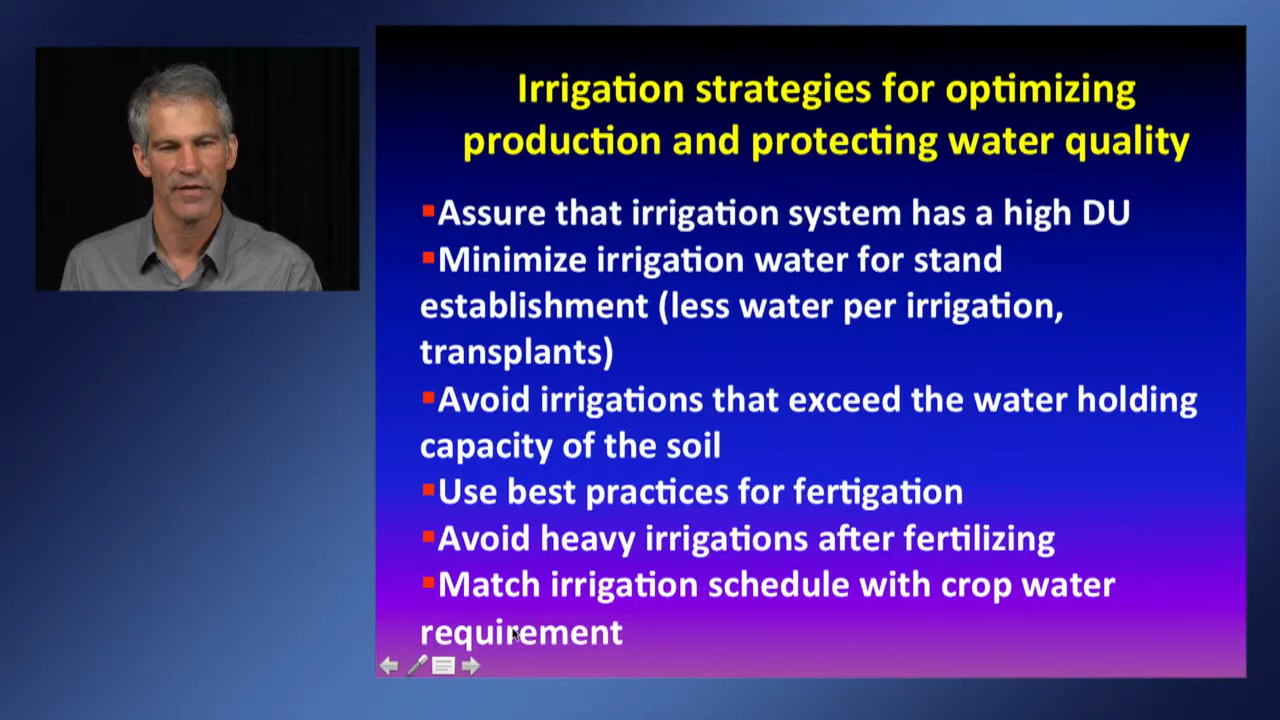 Irrigation strategies for optimizing
production and protecting water quality
▪Assure that irrigation system has a high DU
▪Minimize irrigation water for stand
establishment (less water per irrigation,
transplants)
▪Avoid irrigations that exceed the water holding
capacity of the soil
▪Use best practices for fertigation
▪Avoid heavy irrigations after fertilizing
▪Match irrigation schedule with crop water
requirement